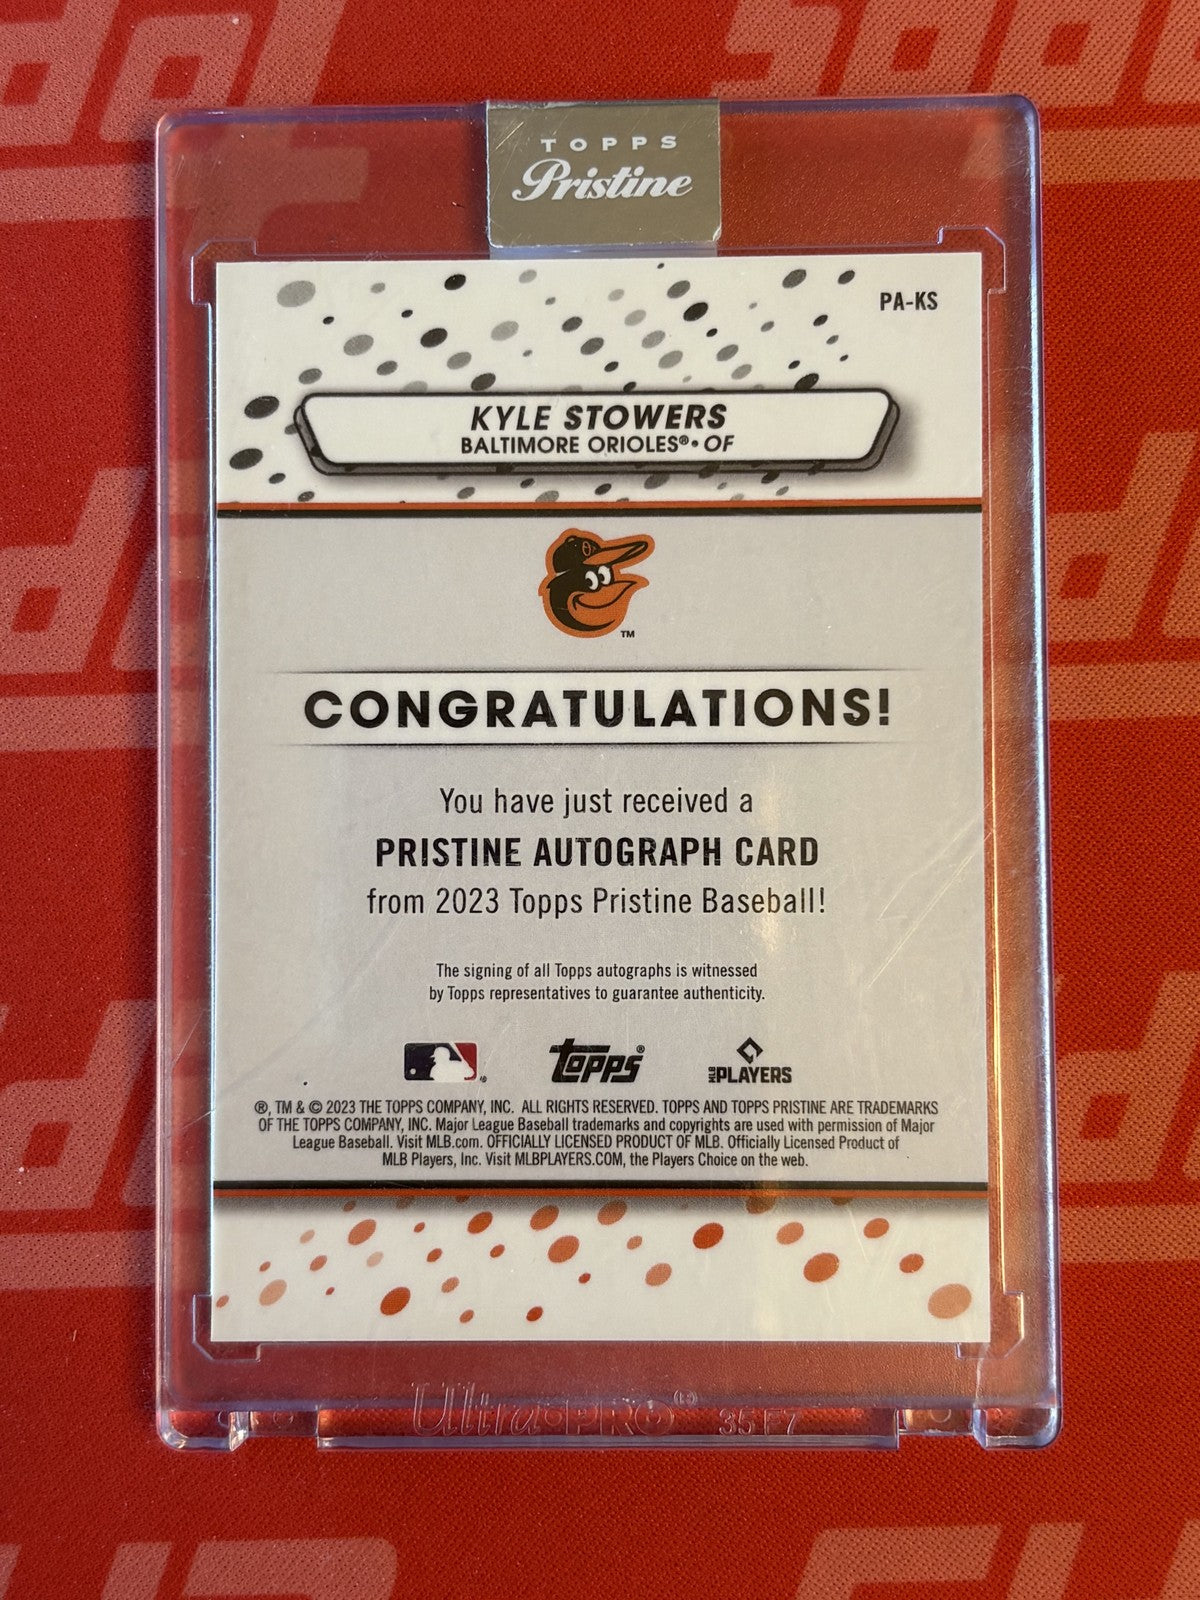 TOPPS
Pristine
PA-KS
KYLE STOWERS
BALTIMORE ORIOLES®• OF
TM
CONGRATULATIONS!
You have just received a
PRISTINE AUTOGRAPH CARD
from 2023 Topps Pristine Baseball!
The signing of all Topps autographs is witnessed
by Topps representatives to guarantee authenticity.
topps® MLB PLAYERS
®, TM & © 2023 THE TOPPS COMPANY, INC. ALL RIGHTS RESERVED. TOPPS AND TOPPS PRISTINE ARE TRADEMARKS
OF THE TOPPS COMPANY, INC. Major League Baseball trademarks and copyrights are used with permission of Major
League Baseball. Visit MLB.com. OFFICIALLY LICENSED PRODUCT OF MLB. Officially Licensed Product of
MLB Players, Inc. Visit MLBPLAYERS.COM, the Players Choice on the web.
Ultra•PRO® 35F7